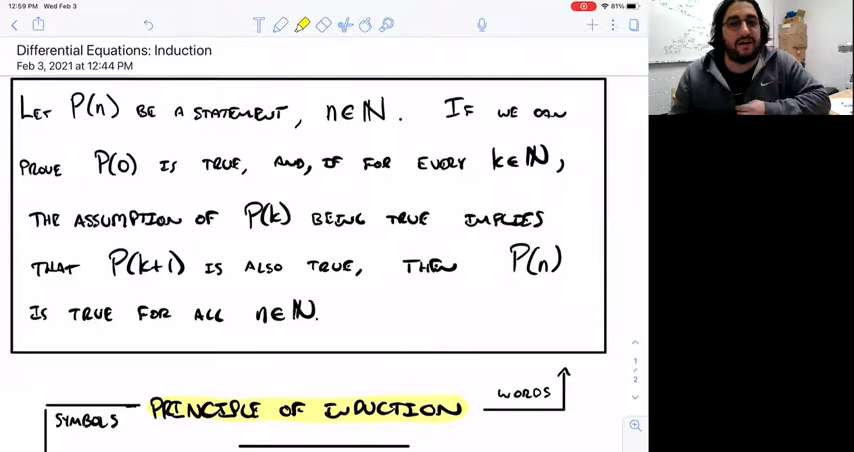 12:59 PM Wed Feb 3
81%
Differential Equations: Induction
Feb 3, 2021 at 12:44 PM
LET P(n) BE A STATEMENT, n∈ℕ. IF WE CAN
PROVE P(0) IS TRUE, AND, IF FOR EVERY k∈ℕ,
THE ASSUMPTION OF P(k) BEING TRUE IMPLIES
THAT P(k+1) IS ALSO TRUE, THEN P(n)
IS TRUE FOR ALL n∈ℕ.
WORDS
PRINCIPLE OF INDUCTION
SYMBOLS
1
2